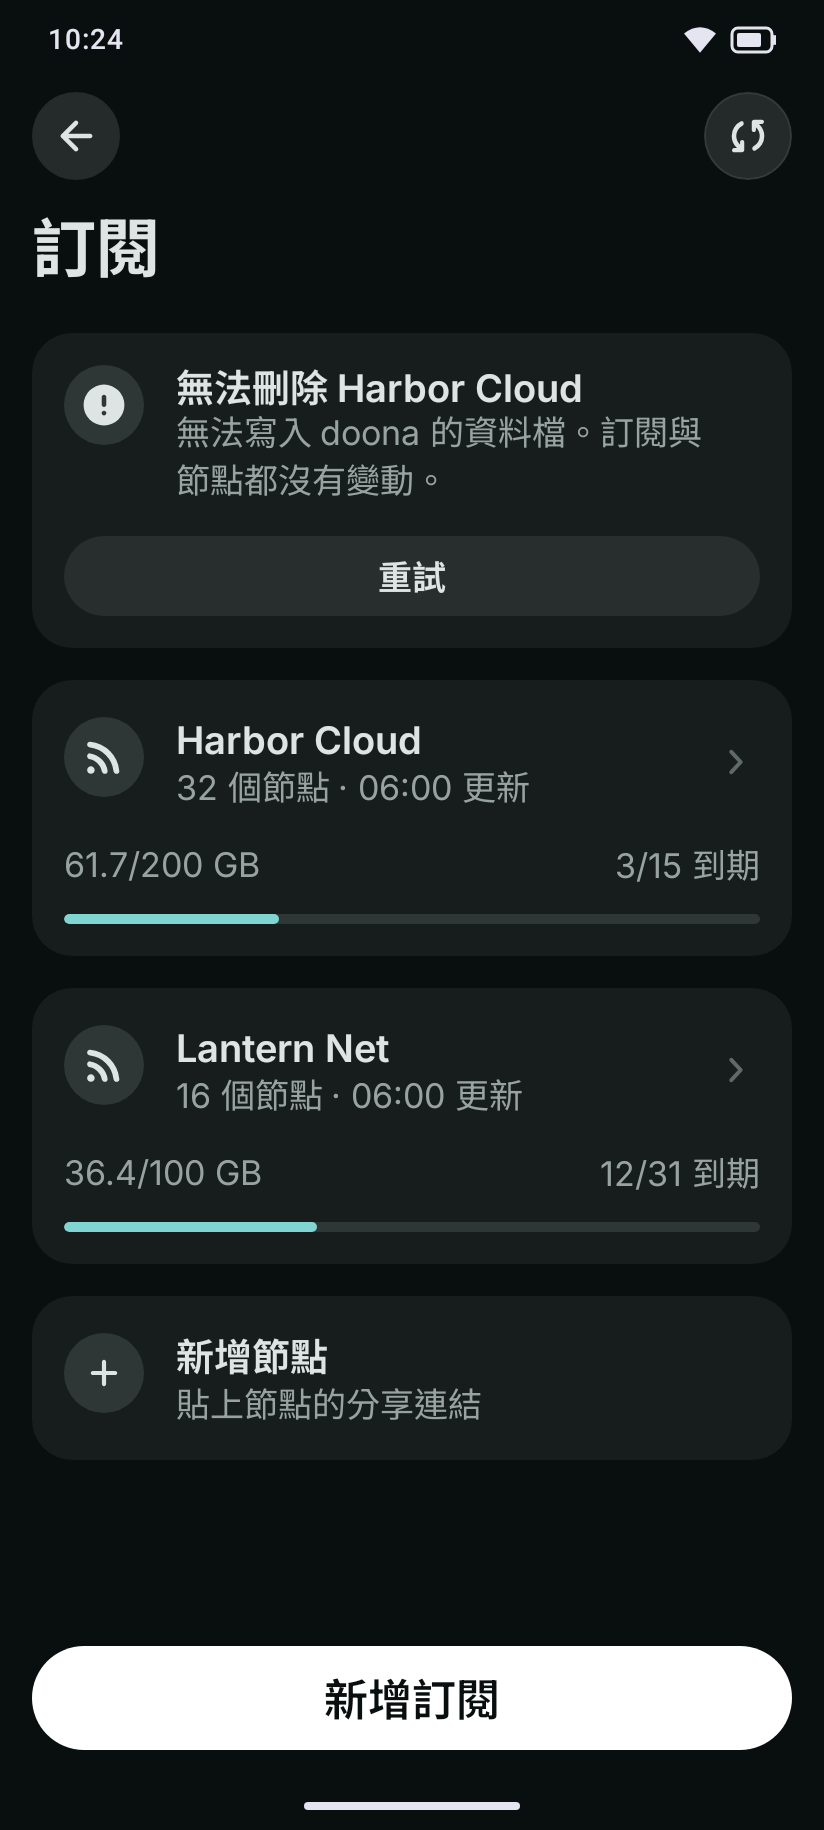 10:24
訂閱
無法刪除 Harbor Cloud
無法寫入 doona 的資料檔。訂閱與
節點都沒有變動。
重試
Harbor Cloud
32 個節點 · 06:00 更新
61.7/200 GB
3/15 到期
Lantern Net
16 個節點 · 06:00 更新
36.4/100 GB
12/31 到期
新增節點
貼上節點的分享連結
新增訂閱